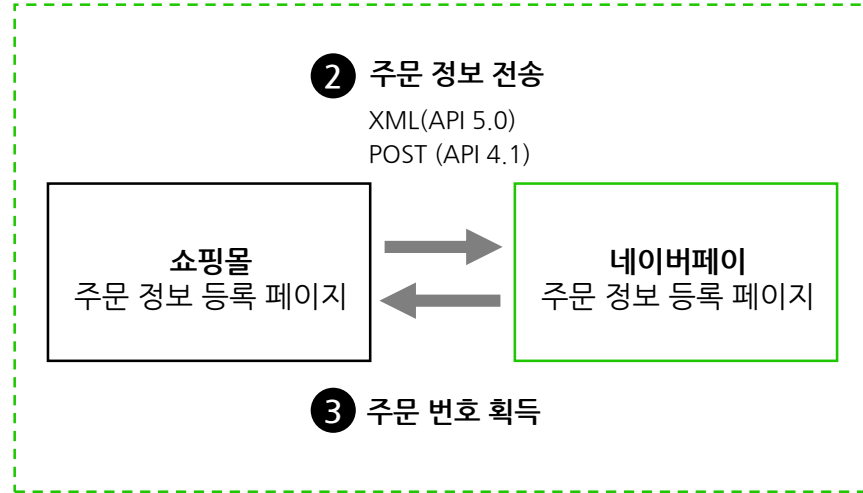 2 주문 정보 전송
XML(API 5.0)
POST (API 4.1)
쇼핑몰
주문 정보 등록 페이지
네이버페이
주문 정보 등록 페이지
3 주문 번호 획득